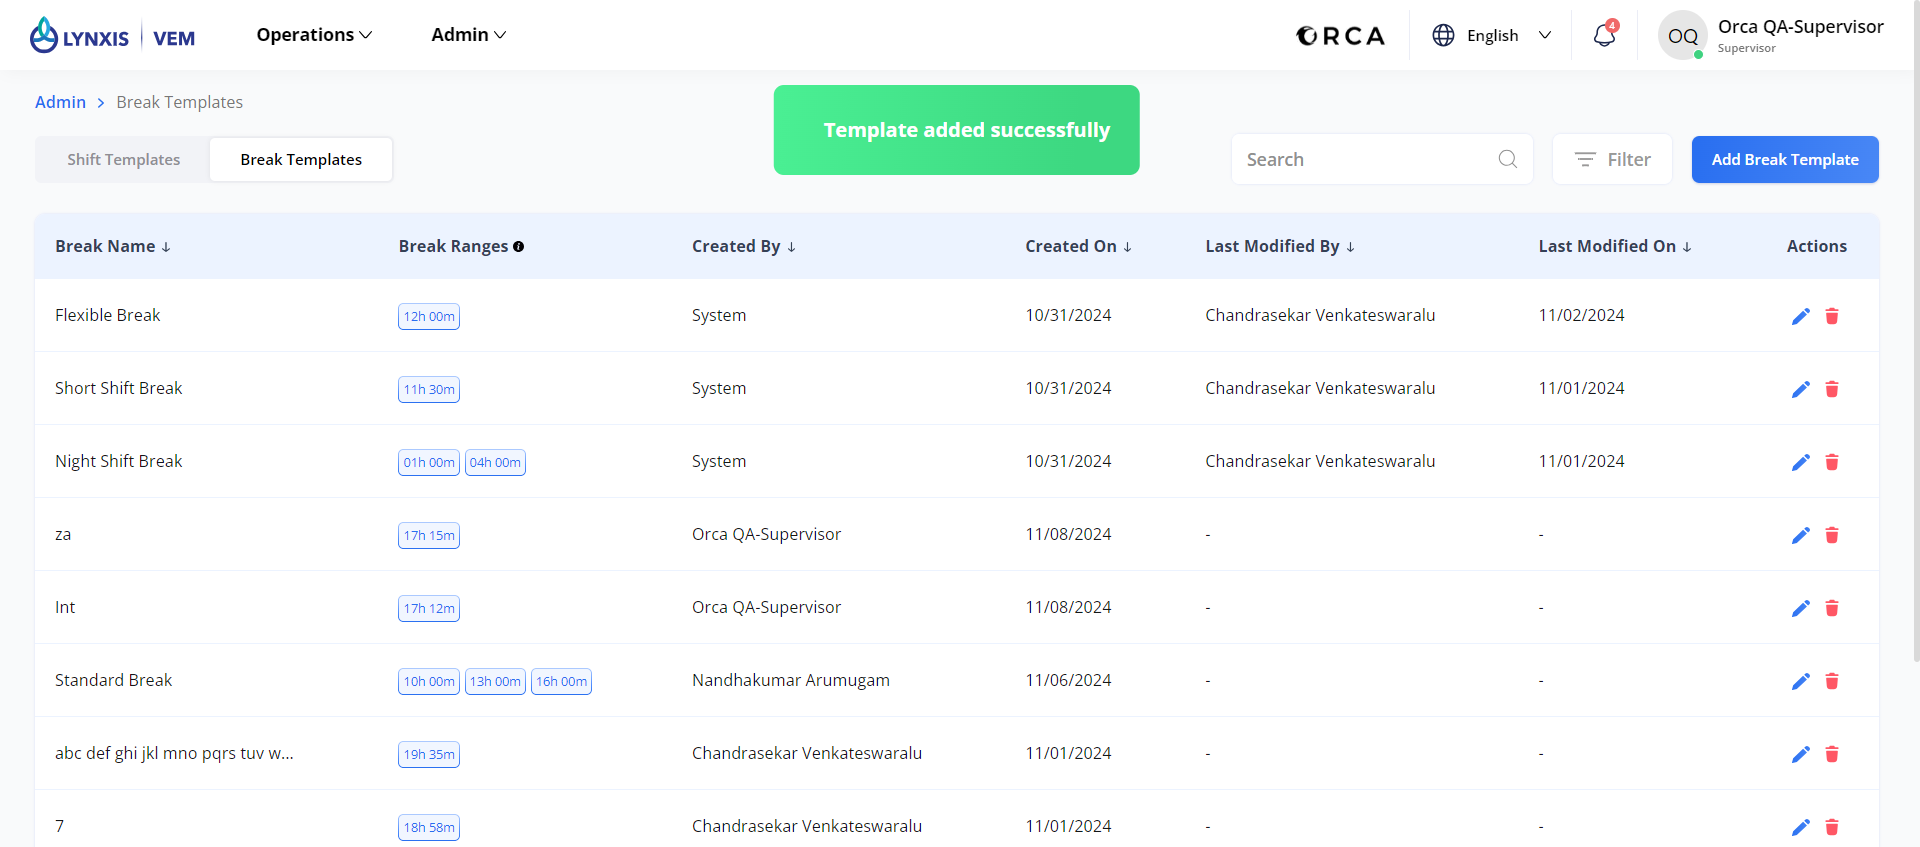 LYNXIS VEM Operations Admin ORCA English 4 OQ Orca QA-Supervisor
Supervisor
Admin > Break Templates
Template added successfully
Shift Templates Break Templates Search Filter Add Break Template
Break Name ↓ Break Ranges i Created By ↓ Created On ↓ Last Modified By ↓ Last Modified On ↓ Actions
Flexible Break 12h 00m System 10/31/2024 Chandrasekar Venkateswaralu 11/02/2024
Short Shift Break 11h 30m System 10/31/2024 Chandrasekar Venkateswaralu 11/01/2024
Night Shift Break 01h 00m 04h 00m System 10/31/2024 Chandrasekar Venkateswaralu 11/01/2024
za 17h 15m Orca QA-Supervisor 11/08/2024 - -
Int 17h 12m Orca QA-Supervisor 11/08/2024 - -
Standard Break 10h 00m 13h 00m 16h 00m Nandhakumar Arumugam 11/06/2024 - -
abc def ghi jkl mno pqrs tuv w... 19h 35m Chandrasekar Venkateswaralu 11/01/2024 - -
7 18h 58m Chandrasekar Venkateswaralu 11/01/2024 - -